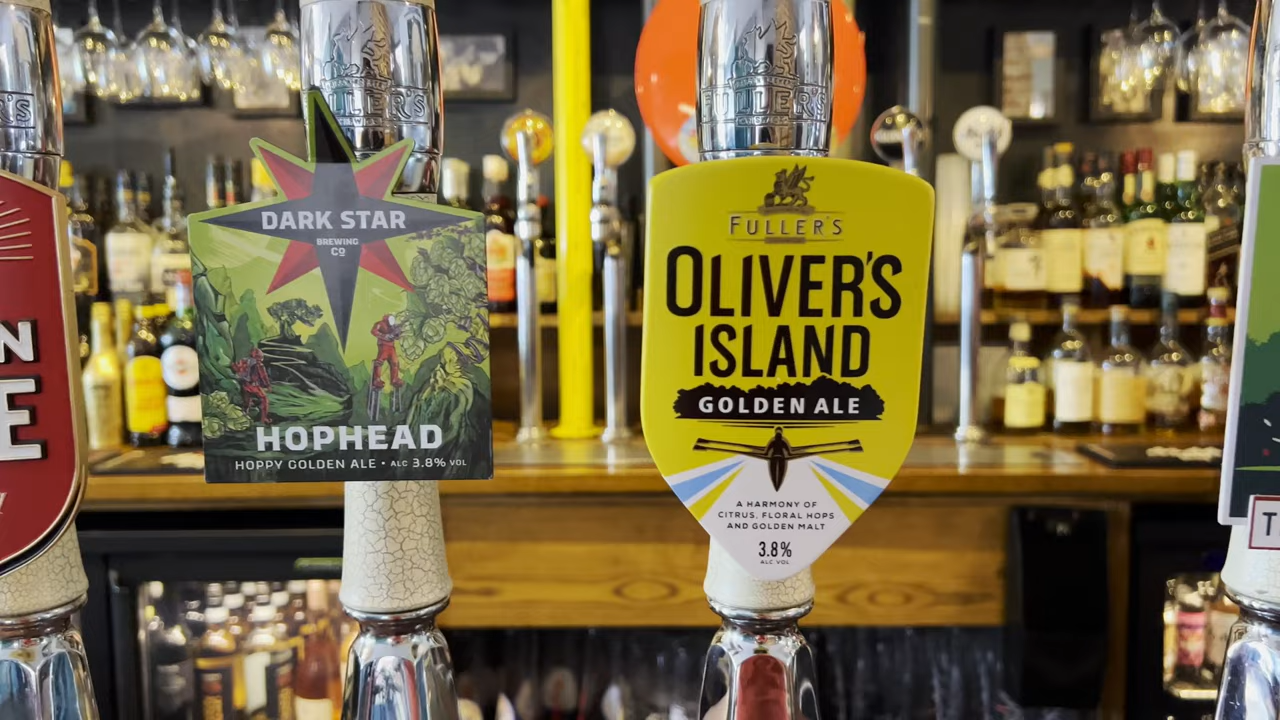 N
E
FULLER'S
DARK STAR
BREWING
CO
HOPHEAD
HOPPY GOLDEN ALE • ALC 3.8% VOL
FULLER'S
FULLER'S
OLIVER'S
ISLAND
GOLDEN ALE
A HARMONY OF
CITRUS, FLORAL HOPS
AND GOLDEN MALT
3.8%
ALC VOL
T